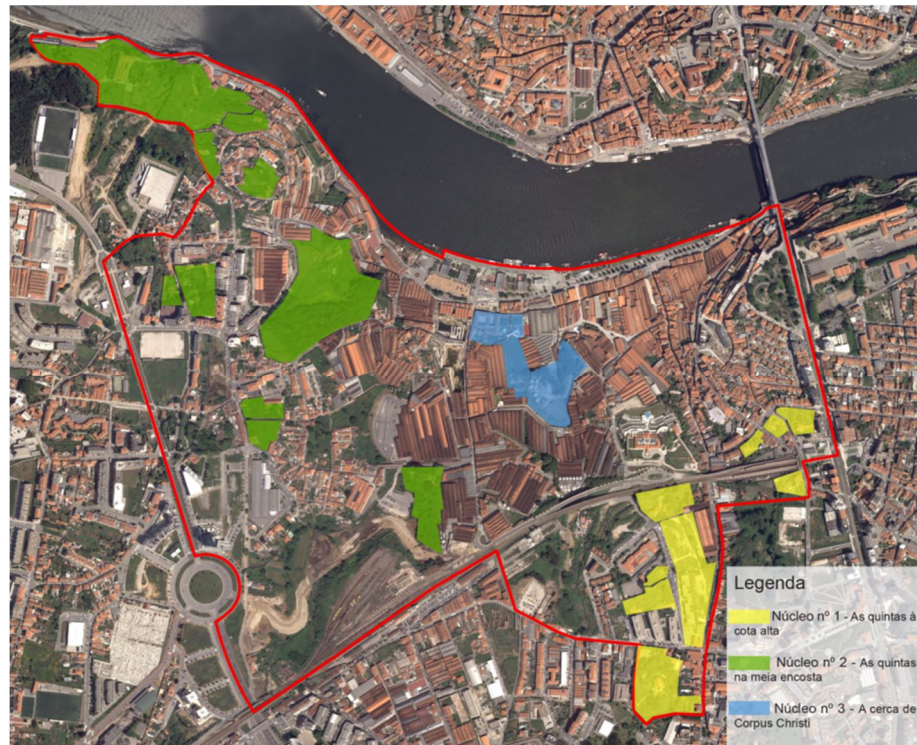 Legenda
Núcleo nº 1 - As quintas à
cota alta
Núcleo nº 2 - As quintas
na meia encosta
Núcleo nº 3 - A cerca de
Corpus Christi